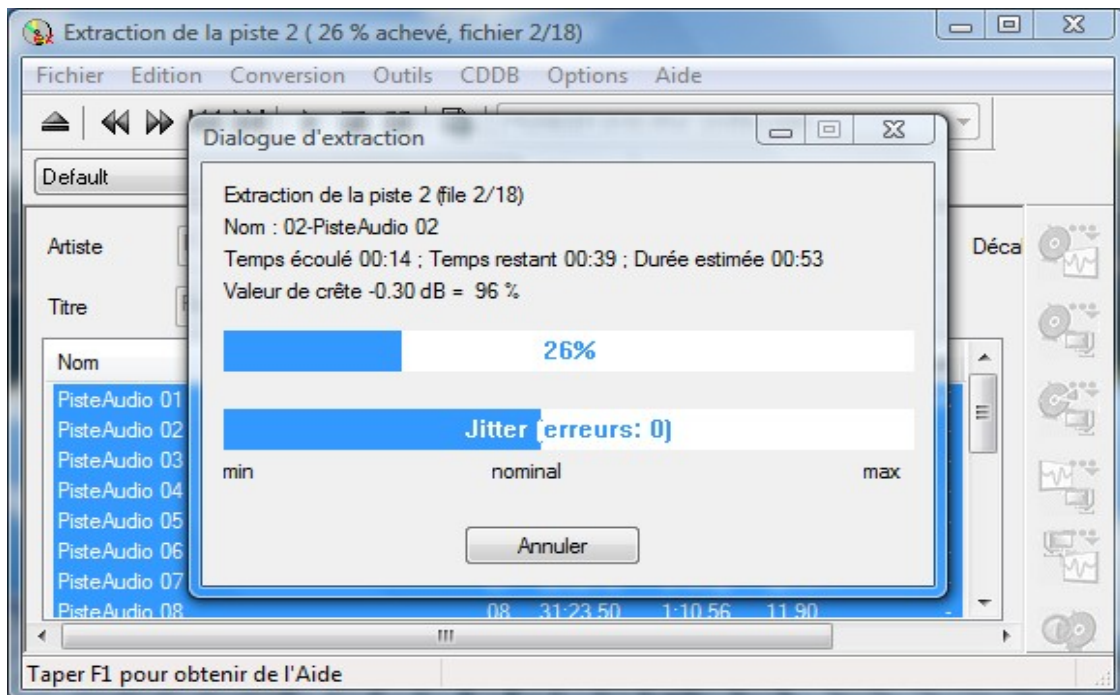 Extraction de la piste 2 ( 26 % achevé, fichier 2/18)
Fichier Edition Conversion Outils CDDB Options Aide
Dialogue d'extraction
Default
Extraction de la piste 2 (file 2/18)
Nom : 02-PisteAudio 02
Temps écoulé 00:14 ; Temps restant 00:39 ; Durée estimée 00:53
Valeur de crête -0.30 dB = 96 %
Artiste
Déca
Titre
26%
Nom
PisteAudio 01
PisteAudio 02
Jitter (erreurs: 0)
PisteAudio 03
min nominal max
PisteAudio 04
PisteAudio 05
PisteAudio 06
Annuler
PisteAudio 07
PisteAudio 08 08 31:23.50 1:10.56 11.90 -
Taper F1 pour obtenir de l'Aide